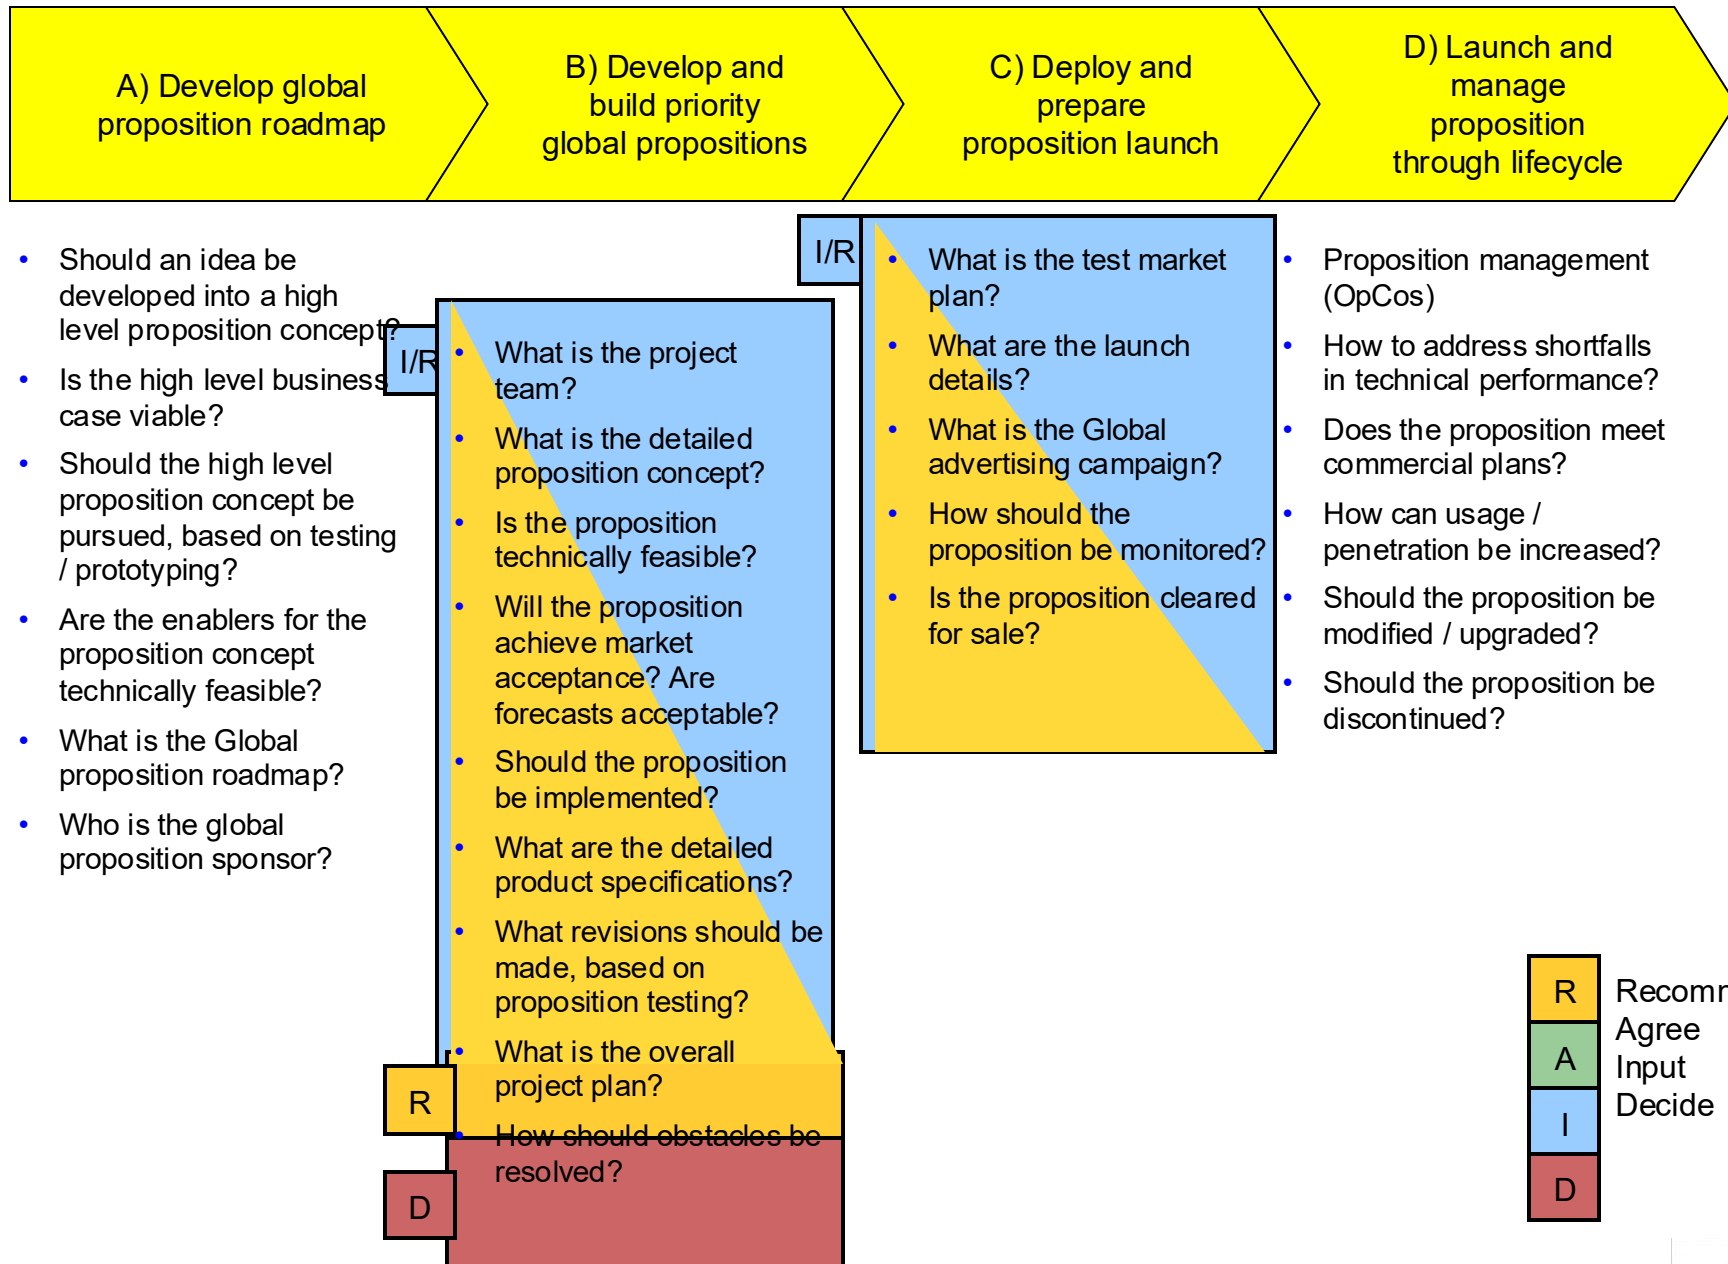 A) Develop global
proposition roadmap
B) Develop and
build priority
global propositions
C) Deploy and
prepare
proposition launch
D) Launch and
manage
proposition
through lifecycle
• Should an idea be
developed into a high
level proposition concept?
• Is the high level business
case viable?
• Should the high level
proposition concept be
pursued, based on testing
/ prototyping?
• Are the enablers for the
proposition concept
technically feasible?
• What is the Global
proposition roadmap?
• Who is the global
proposition sponsor?
I/R
• What is the project
team?
• What is the detailed
proposition concept?
• Is the proposition
technically feasible?
• Will the proposition
achieve market
acceptance? Are
forecasts acceptable?
• Should the proposition
be implemented?
• What are the detailed
product specifications?
• What revisions should be
made, based on
proposition testing?
• What is the overall
project plan?
• How should obstacles be
resolved?
R
D
I/R
• What is the test market
plan?
• What are the launch
details?
• What is the Global
advertising campaign?
• How should the
proposition be monitored?
• Is the proposition cleared
for sale?
• Proposition management
(OpCos)
• How to address shortfalls
in technical performance?
• Does the proposition meet
commercial plans?
• How can usage /
penetration be increased?
• Should the proposition be
modified / upgraded?
• Should the proposition be
discontinued?
R
A
I
D
Agree
Input
Decide